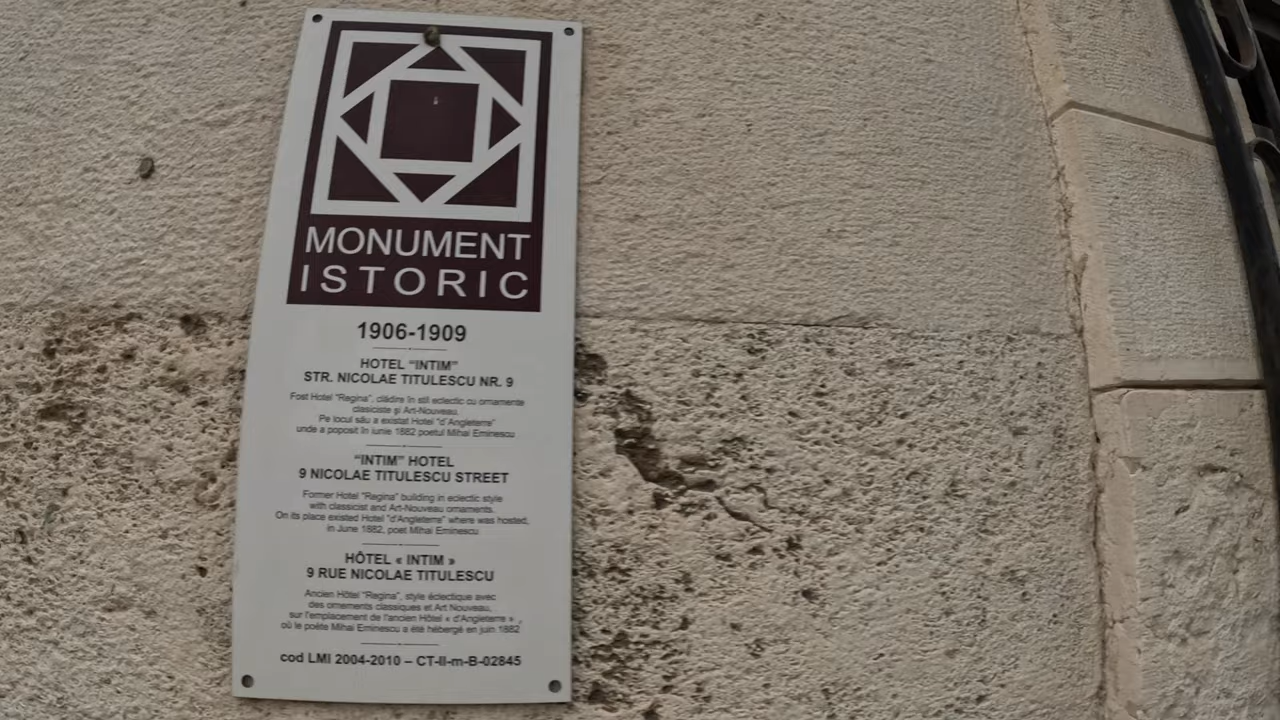 MONUMENT
ISTORIC
1906-1909
HOTEL “INTIM”
STR. NICOLAE TITULESCU NR. 9
Fost Hotel “Regina”, clădire în stil eclectic cu ornamente
clasiciste şi Art-Nouveau.
Pe locul său a existat Hotel “d’Angleterre”
unde a poposit în iunie 1882 poetul Mihai Eminescu
“INTIM” HOTEL
9 NICOLAE TITULESCU STREET
Former Hotel “Regina” building in eclectic style
with classicist and Art-Nouveau ornaments.
On its place existed Hotel “d’Angleterre” where was hosted,
in June 1882, poet Mihai Eminescu
HÔTEL « INTIM »
9 RUE NICOLAE TITULESCU
Ancien Hôtel “Regina”, style éclectique avec
des ornements classiques et Art Nouveau,
sur l’emplacement de l’ancien Hôtel « d’Angleterre » ,
où le poète Mihai Eminescu a été hébergé en juin 1882
cod LMI 2004-2010 – CT-II-m-B-02845